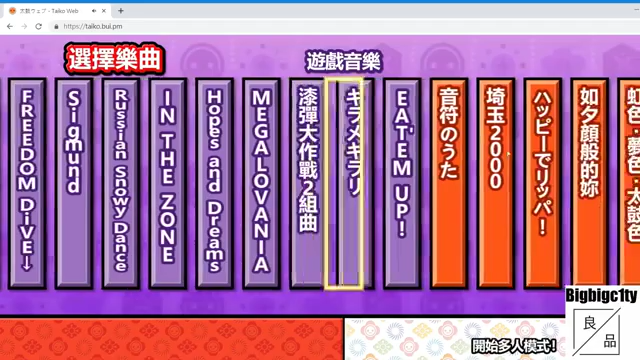 太鼓ウェブ - Taiko Web
https://taiko.bui.pm
選擇樂曲
遊戲音樂
FREEDOM DiVE↓
Sigmund
Russian Snowy Dance
IN THE ZONE
Hopes and Dreams
MEGALOVANIA
漆彈大作戰2組曲
キラメキラリ
EAT'EM UP!
音符のうた
埼玉2000
ハッピーでリッパ!
如夕顏般的妳
虹色・夢色・太鼓色
Bigbigc1ty
良品
開始多人模式!